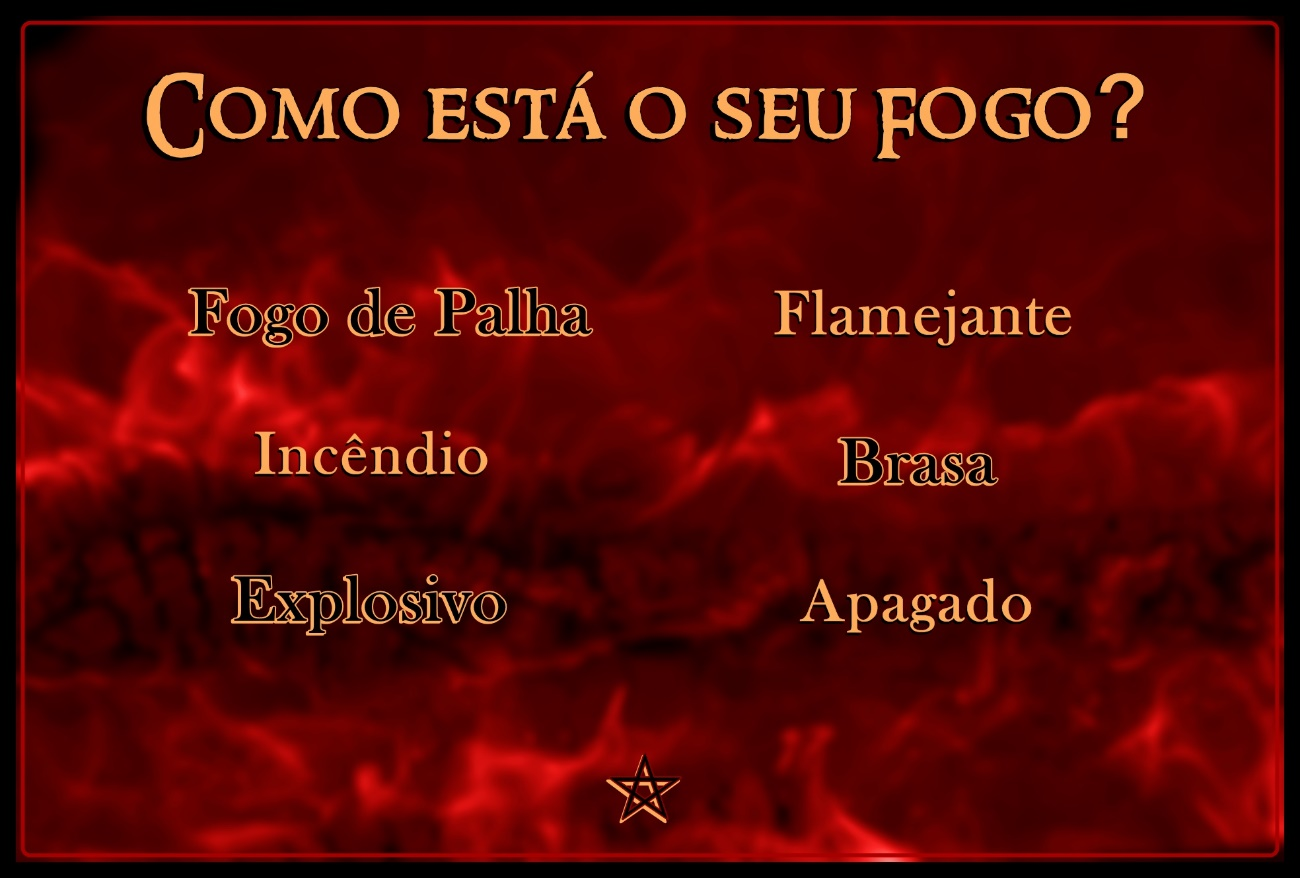 Como está o seu fogo?
Fogo de Palha
Flamejante
Incêndio
Brasa
Explosivo
Apagado